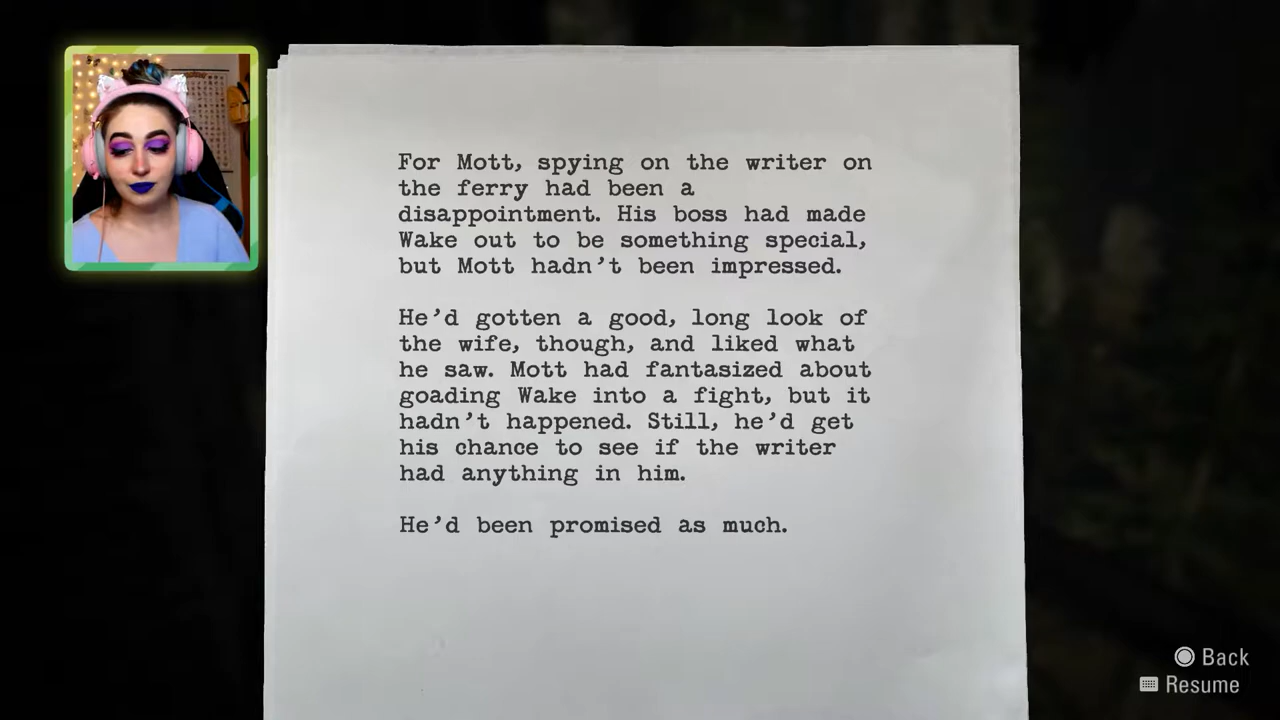 For Mott, spying on the writer on
the ferry had been a
disappointment. His boss had made
Wake out to be something special,
but Mott hadn't been impressed.
He'd gotten a good, long look of
the wife, though, and liked what
he saw. Mott had fantasized about
goading Wake into a fight, but it
hadn't happened. Still, he'd get
his chance to see if the writer
had anything in him.
He'd been promised as much.
Back
Resume